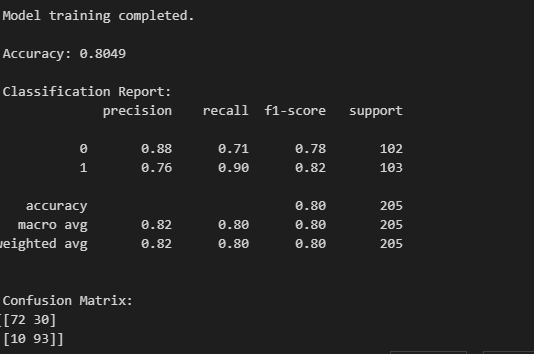 Model training completed.
Accuracy: 0.8049
Classification Report:
precision recall f1-score support
0 0.88 0.71 0.78 102
1 0.76 0.90 0.82 103
accuracy 0.80 205
macro avg 0.82 0.80 0.80 205
weighted avg 0.82 0.80 0.80 205
Confusion Matrix:
[[72 30]
[10 93]]